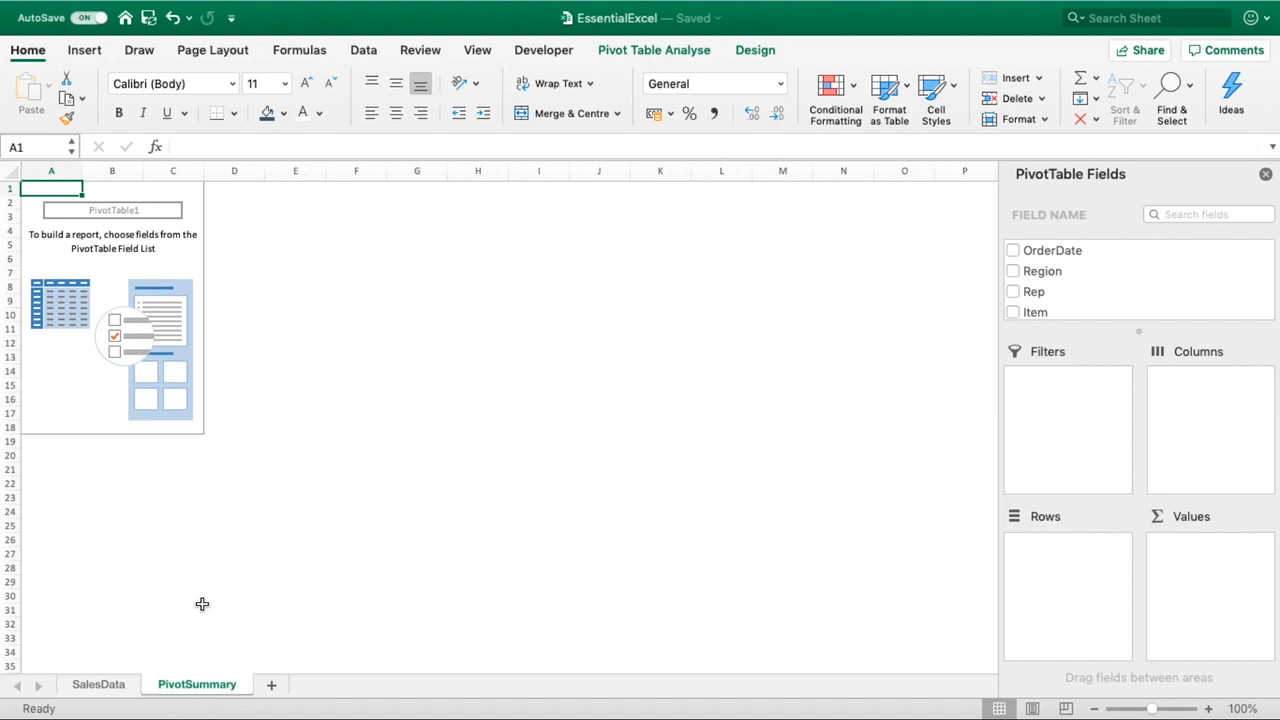 AutoSave ON EssentialExcel — Saved Search Sheet
Home Insert Draw Page Layout Formulas Data Review View Developer Pivot Table Analyse Design Share Comments
Paste Calibri (Body) 11 Wrap Text General Conditional Formatting Format as Table Cell Styles Insert Sort & Filter Find & Select Ideas
B I U Merge & Centre % Delete
Format
A1 fx
A B C D E F G H I J K L M N O P
PivotTable Fields
1
2
3
4
5
6
7
8
9
10
11
12
13
14
15
16
17
18
19
20
21
22
23
24
25
26
27
28
29
30
31
32
33
34
35
PivotTable1
To build a report, choose fields from the
PivotTable Field List
FIELD NAME Search fields
OrderDate
Region
Rep
Item
Filters Columns
Rows Values
Drag fields between areas
SalesData PivotSummary +
Ready 100%